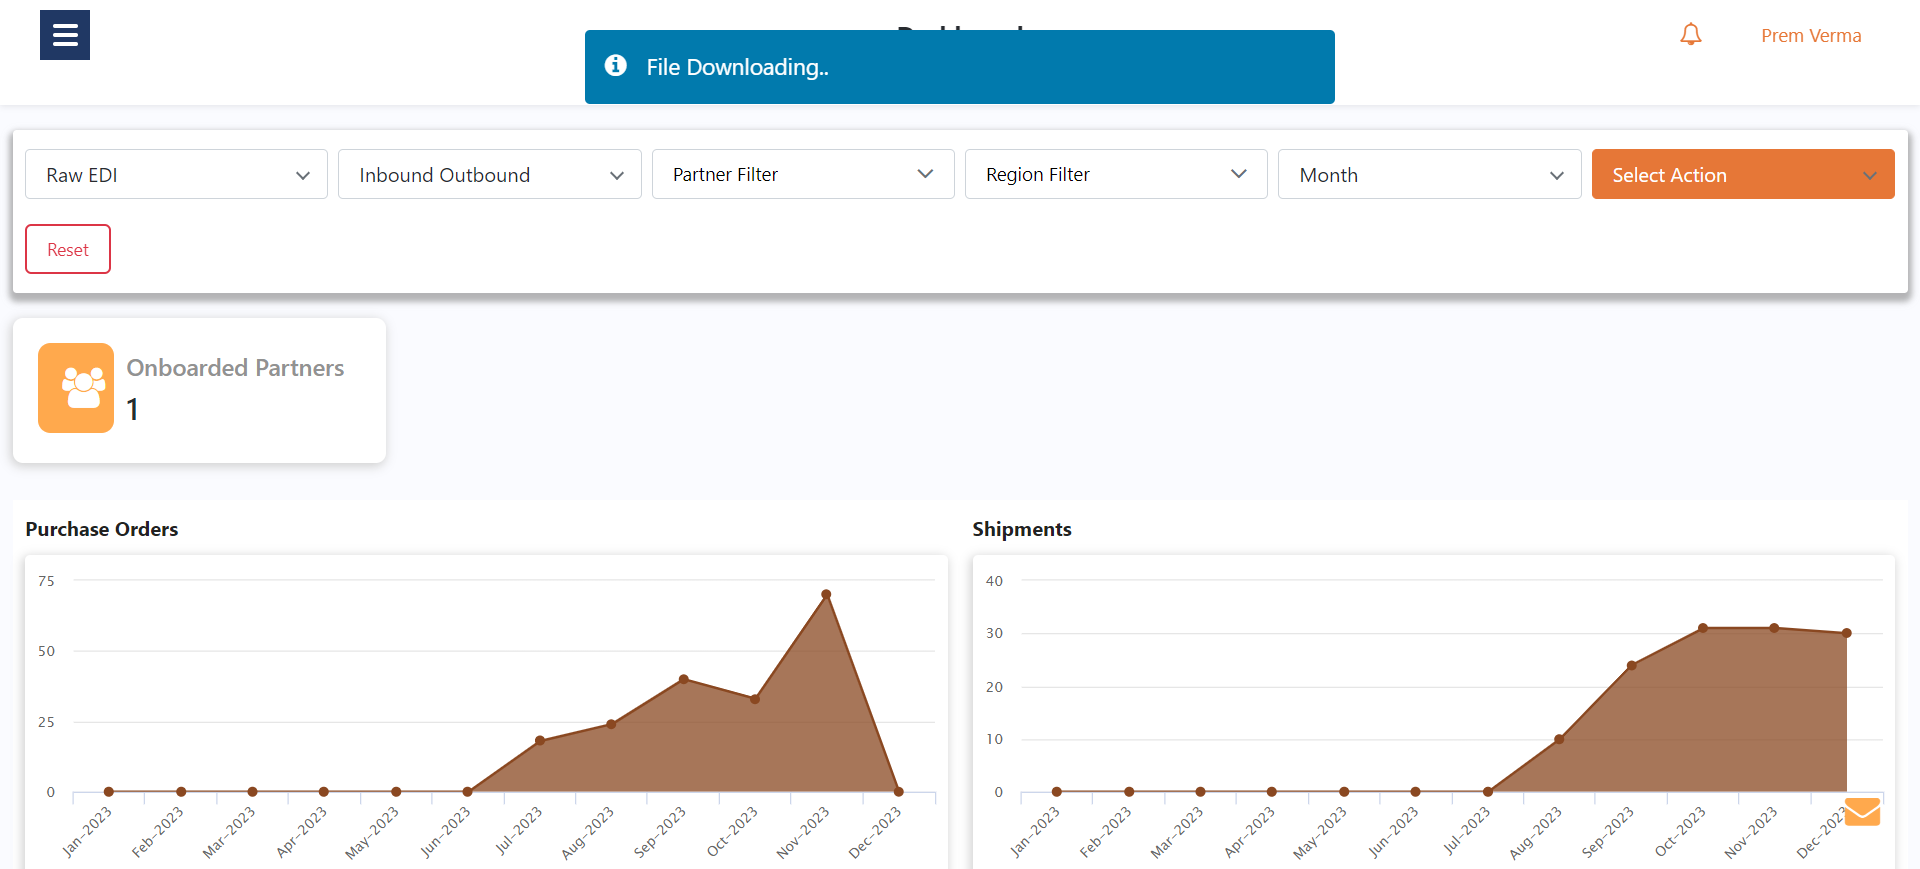 Prem Verma
File Downloading..
Raw EDI
Inbound Outbound
Partner Filter
Region Filter
Month
Select Action
Reset
Onboarded Partners
1
Purchase Orders
75
50
25
0
Jan-2023
Feb-2023
Mar-2023
Apr-2023
May-2023
Jun-2023
Jul-2023
Aug-2023
Sep-2023
Oct-2023
Nov-2023
Dec-2023
Shipments
40
30
20
10
0
Jan-2023
Feb-2023
Mar-2023
Apr-2023
May-2023
Jun-2023
Jul-2023
Aug-2023
Sep-2023
Oct-2023
Nov-2023
Dec-2023